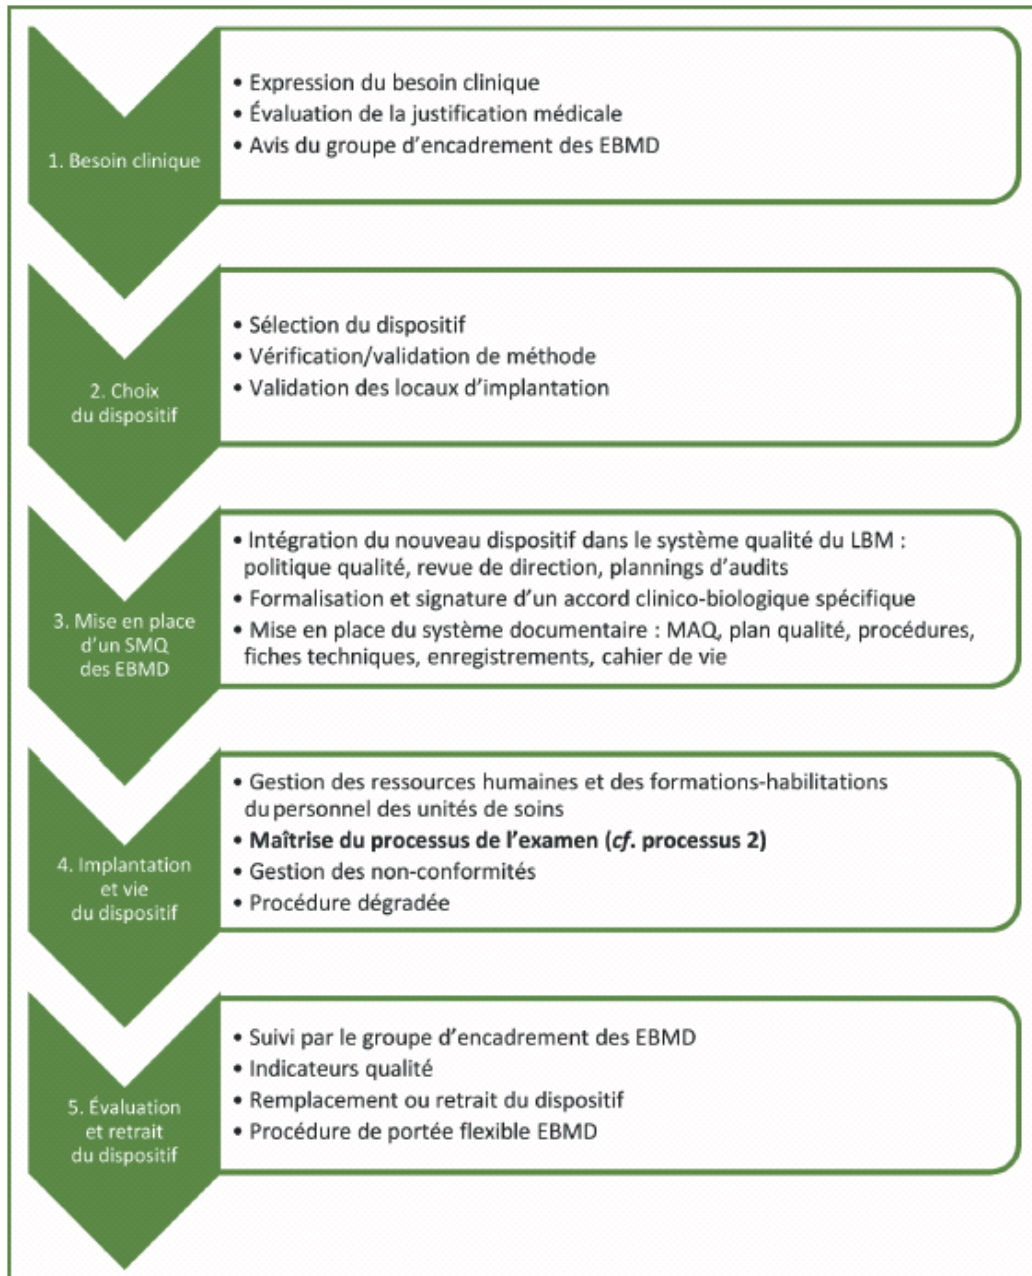 1. Besoin clinique
• Expression du besoin clinique
• Évaluation de la justification médicale
• Avis du groupe d'encadrement des EBMD
2. Choix
du dispositif
• Sélection du dispositif
• Vérification/validation de méthode
• Validation des locaux d'implantation
3. Mise en place
d'un SMQ
des EBMD
• Intégration du nouveau dispositif dans le système qualité du LBM :
politique qualité, revue de direction, plannings d'audits
• Formalisation et signature d'un accord clinico-biologique spécifique
• Mise en place du système documentaire : MAQ, plan qualité, procédures,
fiches techniques, enregistrements, cahier de vie
4. Implantation
et vie
du dispositif
• Gestion des ressources humaines et des formations-habilitations
du personnel des unités de soins
• Maîtrise du processus de l'examen (cf. processus 2)
• Gestion des non-conformités
• Procédure dégradée
5. Évaluation
et retrait
du dispositif
• Suivi par le groupe d'encadrement des EBMD
• Indicateurs qualité
• Remplacement ou retrait du dispositif
• Procédure de portée flexible EBMD